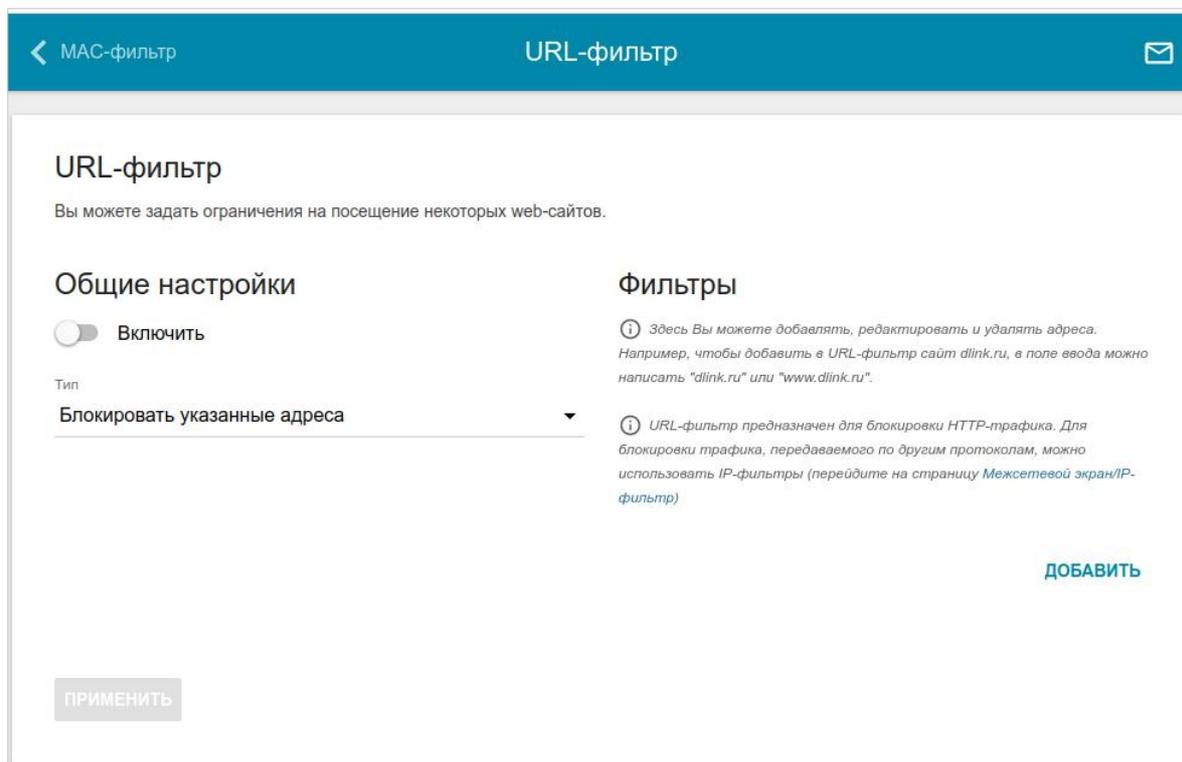 МАС-фильтр
URL-фильтр
URL-фильтр
Вы можете задать ограничения на посещение некоторых web-сайтов.
Общие настройки
Включить
Тип
Блокировать указанные адреса
Фильтры
Здесь Вы можете добавлять, редактировать и удалять адреса.
Например, чтобы добавить в URL-фильтр сайт dlink.ru, в поле ввода можно
написать "dlink.ru" или "www.dlink.ru".
URL-фильтр предназначен для блокировки HTTP-трафика. Для
блокировки трафика, передаваемого по другим протоколам, можно
использовать IP-фильтры (перейдите на страницу Межсетевой экран/IP-
фильтр)
ДОБАВИТЬ
ПРИМЕНИТЬ